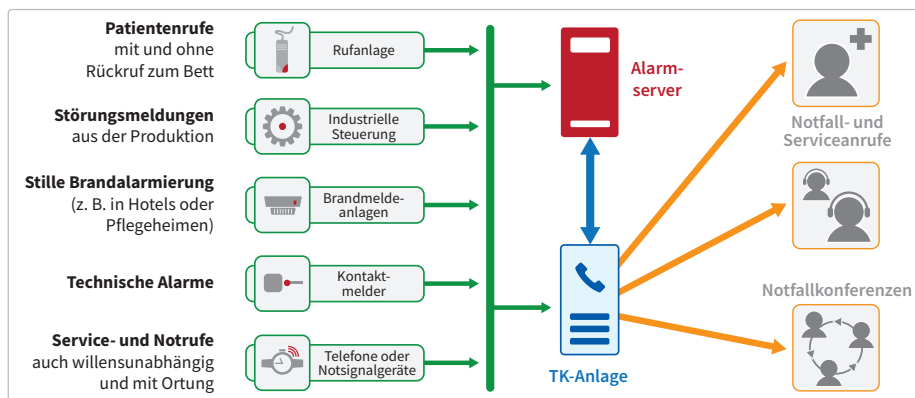 Patientenrufe
mit und ohne
Rückruf zum Bett
Rufanlage
Störungsmeldungen
aus der Produktion
Industrielle
Steuerung
Stille Brandalarmierung
(z. B. in Hotels oder
Pflegeheimen)
Brandmelde-
anlagen
Technische Alarme
Kontakt-
melder
Service- und Notrufe
auch willensunabhängig
und mit Ortung
Telefone oder
Notsignalgeräte
Alarm-
server
TK-Anlage
Notfall- und
Serviceanrufe
Notfallkonferenzen